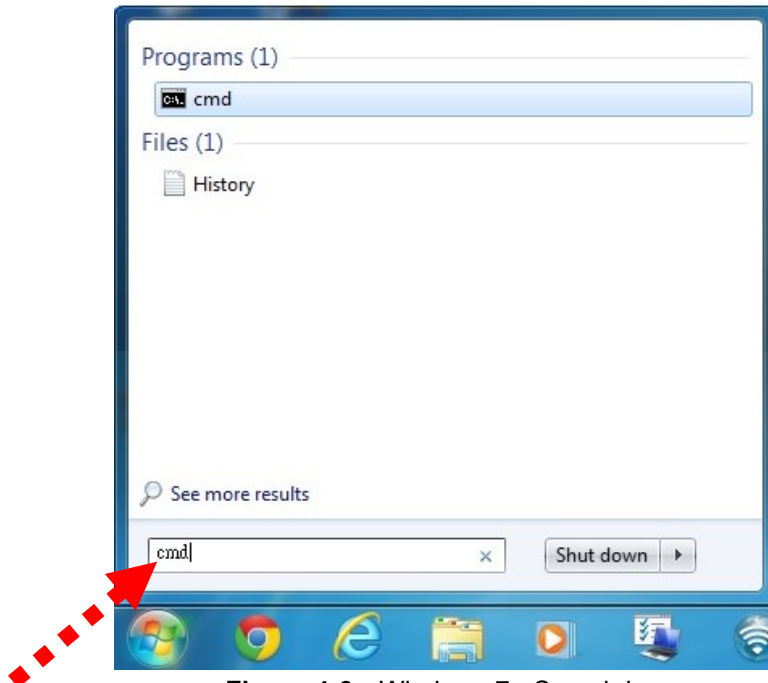 Programs (1)
cmd
Files (1)
History
See more results
cmd
Shut down